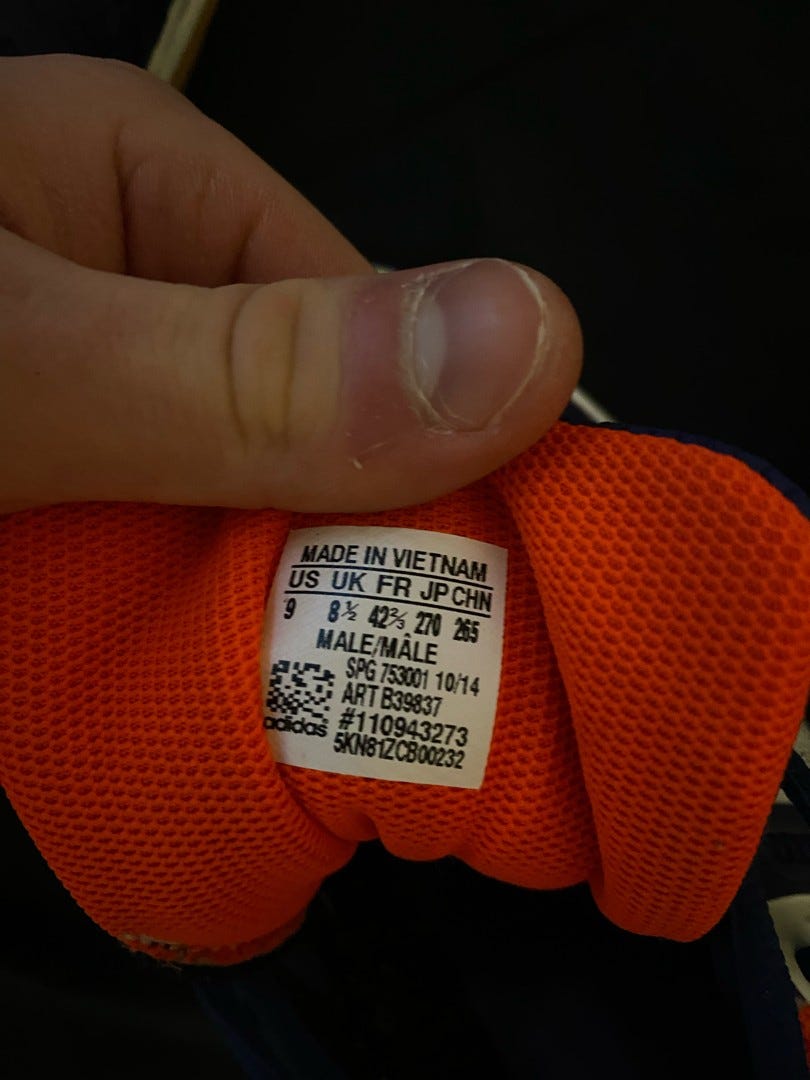 MADE IN VIETNAM
US UK FR JP CHN
9 8½ 42⅔ 270 265
MALE/MÂLE
SPG 753001 10/14
ART B39837
#110943273
adidas
5KN81ZCB00232